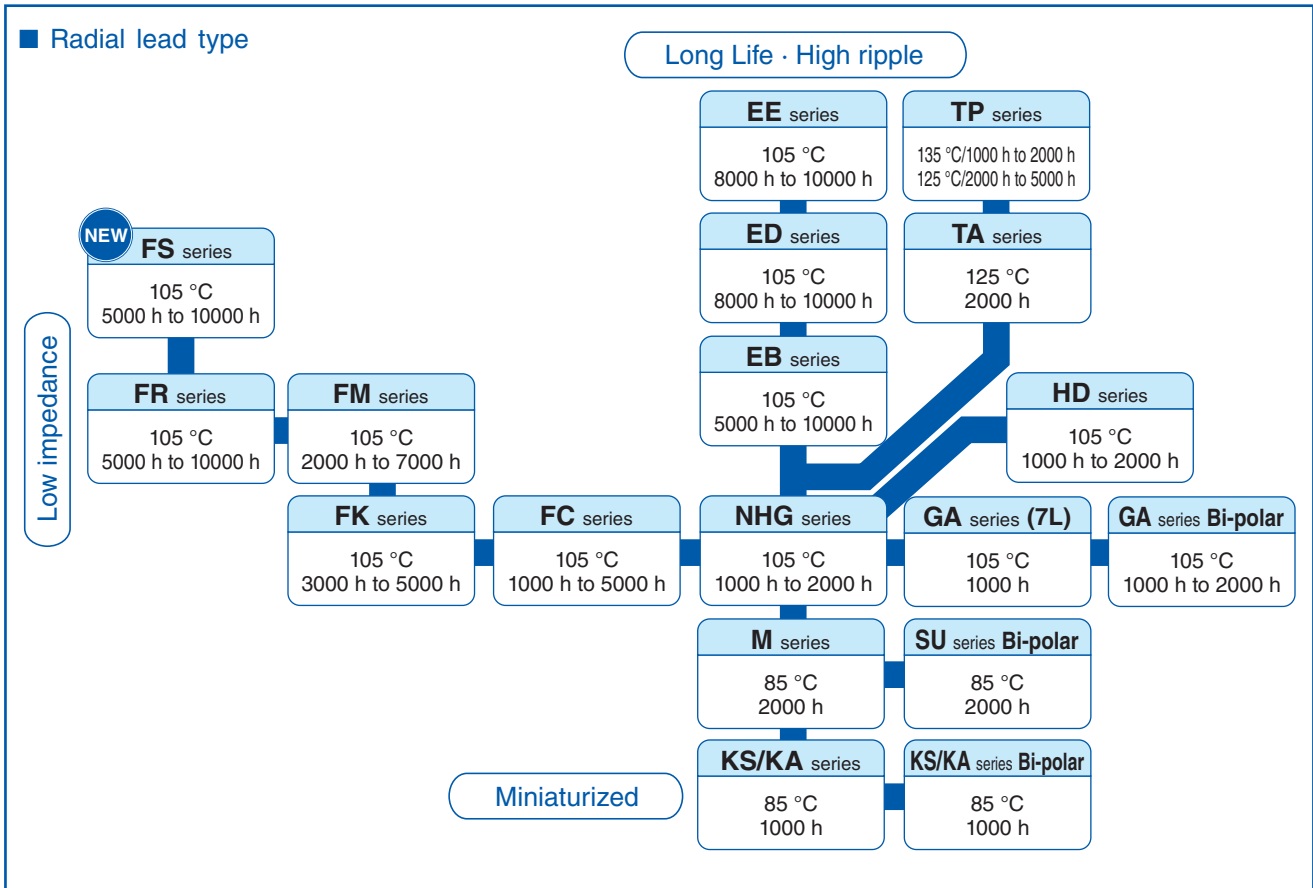 ■ Radial lead type
Long Life · High ripple
EE series
105 °C
8000 h to 10000 h
TP series
135 °C/1000 h to 2000 h
125 °C/2000 h to 5000 h
NEW
FS series
105 °C
5000 h to 10000 h
ED series
105 °C
8000 h to 10000 h
TA series
125 °C
2000 h
Low impedance
EB series
105 °C
5000 h to 10000 h
FR series
105 °C
5000 h to 10000 h
FM series
105 °C
2000 h to 7000 h
HD series
105 °C
1000 h to 2000 h
FK series
105 °C
3000 h to 5000 h
FC series
105 °C
1000 h to 5000 h
NHG series
105 °C
1000 h to 2000 h
GA series (7L)
105 °C
1000 h
GA series Bi-polar
105 °C
1000 h to 2000 h
M series
85 °C
2000 h
SU series Bi-polar
85 °C
2000 h
Miniaturized
KS/KA series
85 °C
1000 h
KS/KA series Bi-polar
85 °C
1000 h